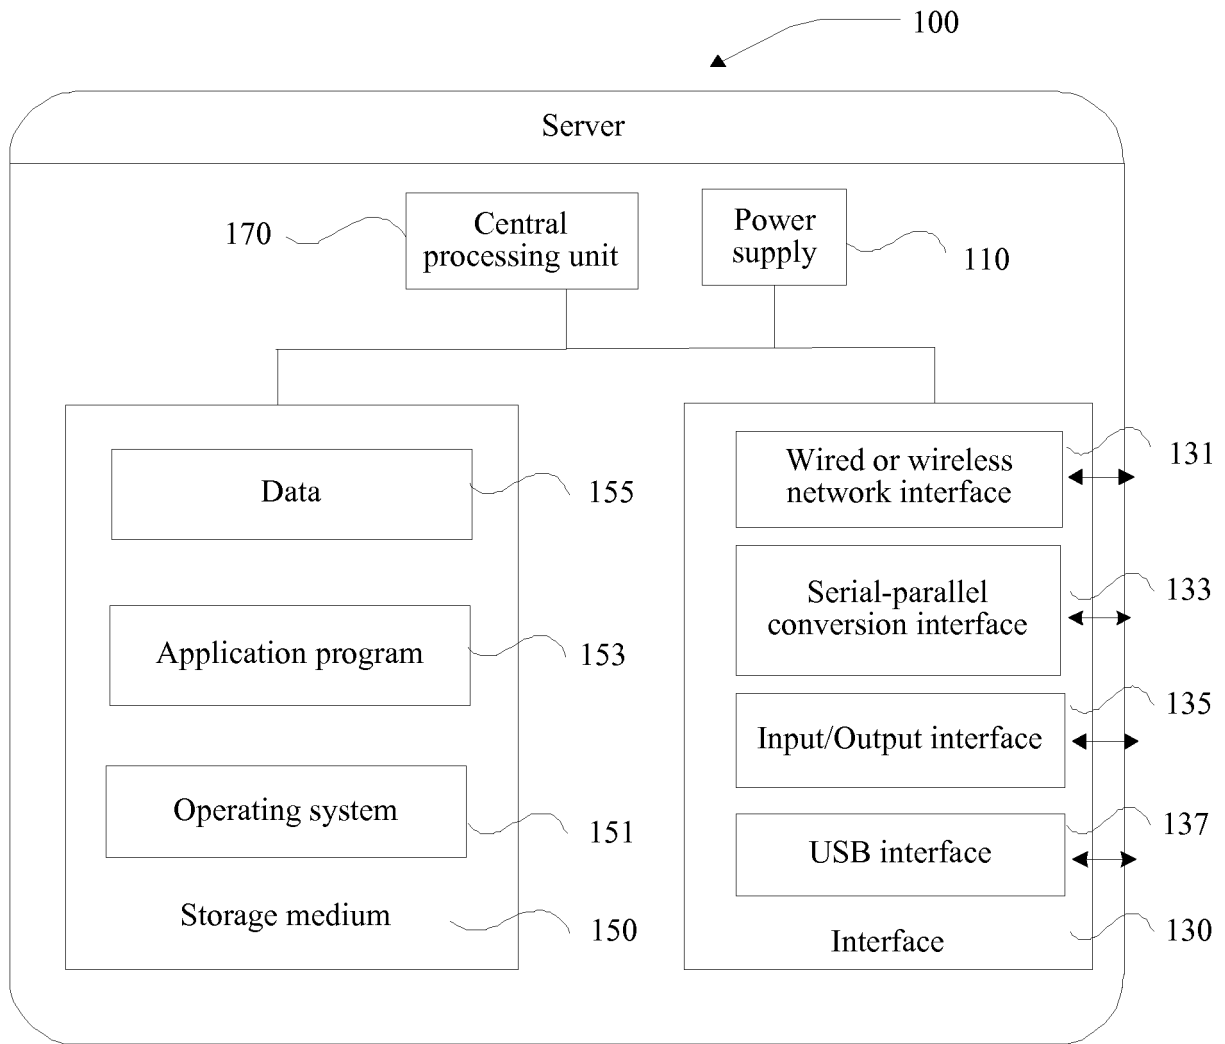 100
Server
170
Central
processing unit
Power
supply
110
Data
155
Application program
153
Operating system
151
Storage medium
150
Wired or wireless
network interface
131
Serial-parallel
conversion interface
133
Input/Output interface
135
USB interface
137
Interface
130